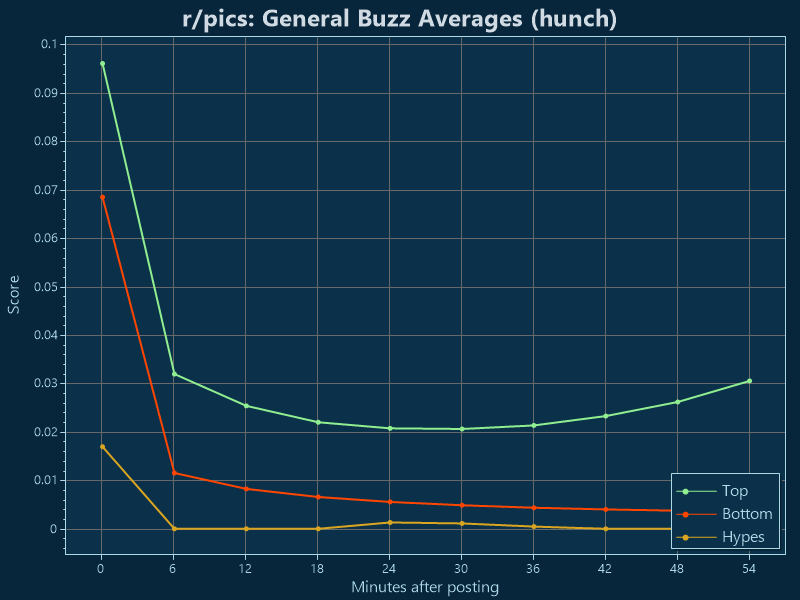 r/pics: General Buzz Averages (hunch)
0.1
0.09
0.08
0.07
0.06
0.05
0.04
0.03
0.02
0.01
0
Score
Top
Bottom
Hypes
0 6 12 18 24 30 36 42 48 54
Minutes after posting